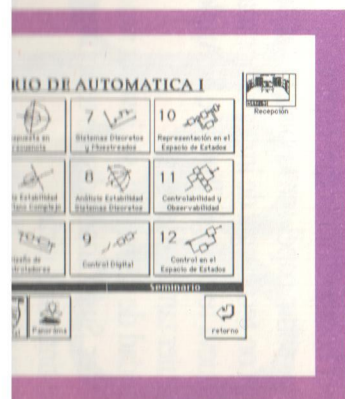 RIO DE AUTOMATICA I
Recepción
7
Sistemas Discretos
y Muestreados
10
Representación en el
Espacio de Estados
8
Análisis Estabilidad
Sistemas Discretos
11
Controlabilidad y
Observabilidad
9
Control Digital
12
Control en el
Espacio de Estados
Seminario
Panorama
retorno